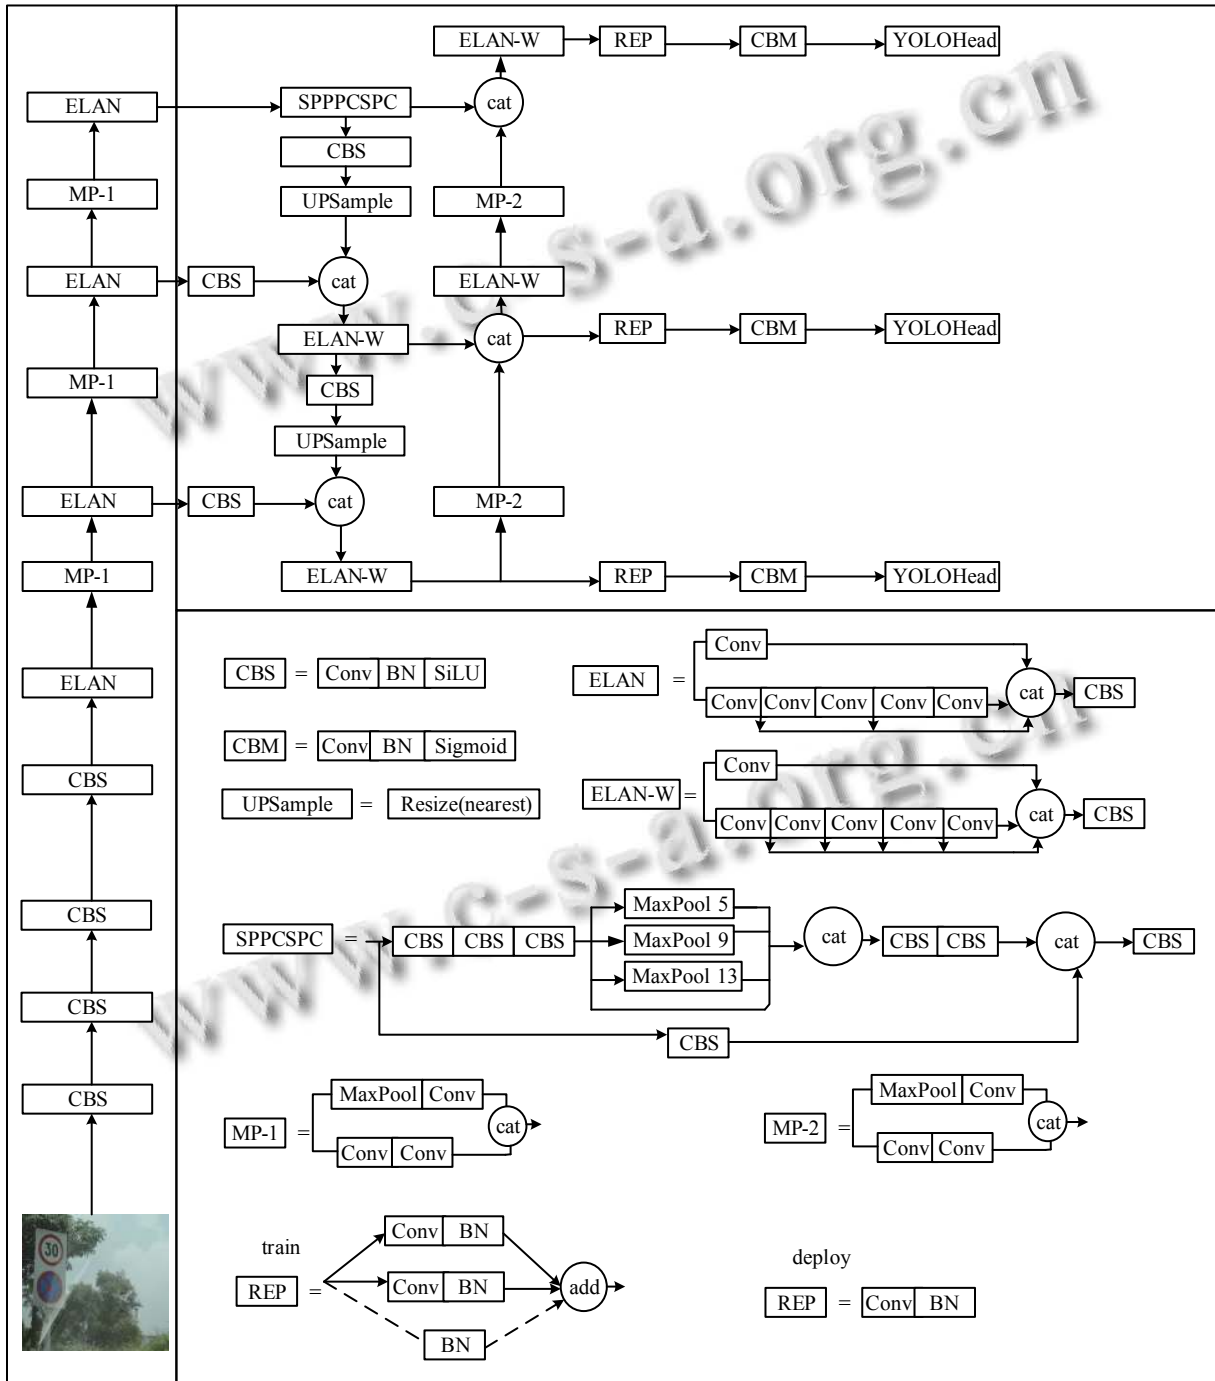 ELAN
MP-1
ELAN
MP-1
ELAN
MP-1
ELAN
CBS
CBS
CBS
CBS
30
ELAN-W REP CBM YOLOHead
SPPPCSPC cat
CBS
UPSample MP-2
CBS cat ELAN-W
ELAN-W cat REP CBM YOLOHead
CBS
UPSample
CBS cat MP-2
ELAN-W REP CBM YOLOHead
www.c-s-a.org.cn
CBS = Conv BN SiLU
CBM = Conv BN Sigmoid
UPSample = Resize(nearest)
ELAN =
Conv
Conv Conv Conv Conv Conv cat CBS
ELAN-W =
Conv
Conv Conv Conv Conv Conv cat CBS
SPPCSPC = CBS CBS CBS
MaxPool 5
MaxPool 9
MaxPool 13
cat CBS CBS cat CBS
CBS
www.c-s-a.org.cn
MP-1 =
MaxPool Conv
Conv Conv
cat
MP-2 =
MaxPool Conv
Conv Conv
cat
train
REP =
Conv BN
Conv BN
BN
add
deploy
REP = Conv BN